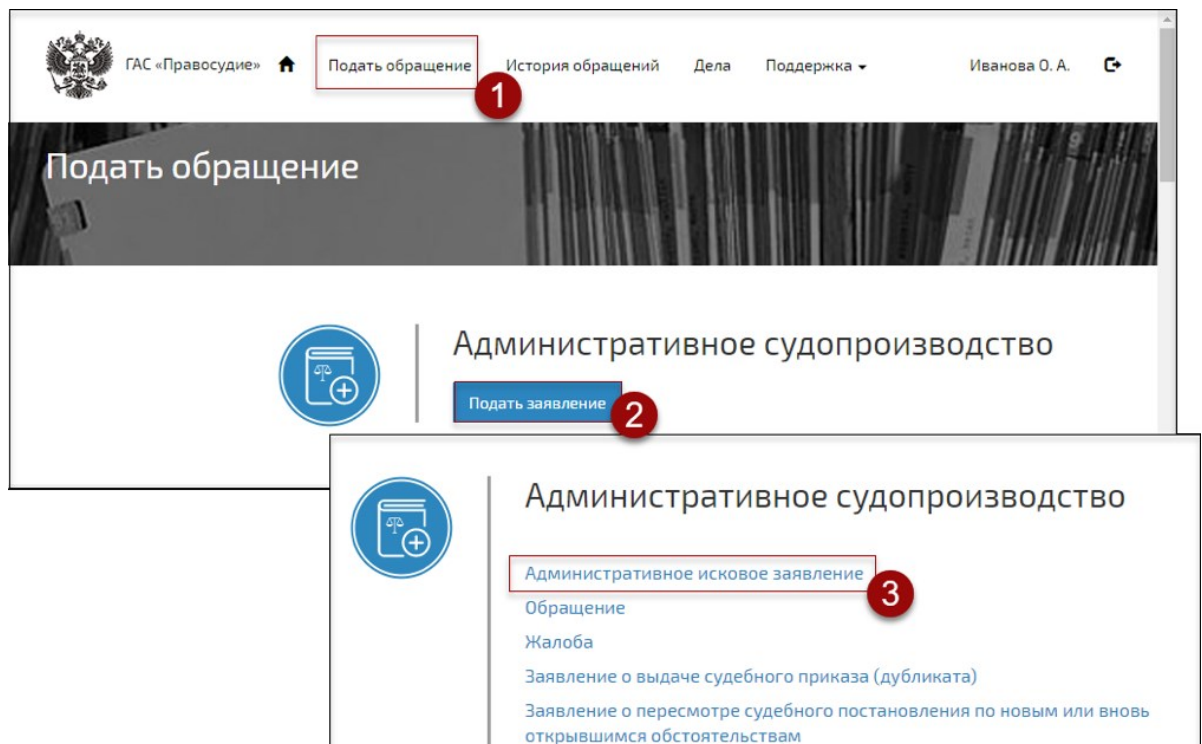 ГАС «Правосудие» Подать обращение История обращений Дела Поддержка Иванова О. А.
1
Подать обращение
Административное судопроизводство
Подать заявление
2
Административное судопроизводство
Административное исковое заявление
3
Обращение
Жалоба
Заявление о выдаче судебного приказа (дубликата)
Заявление о пересмотре судебного постановления по новым или вновь
открывшимся обстоятельствам